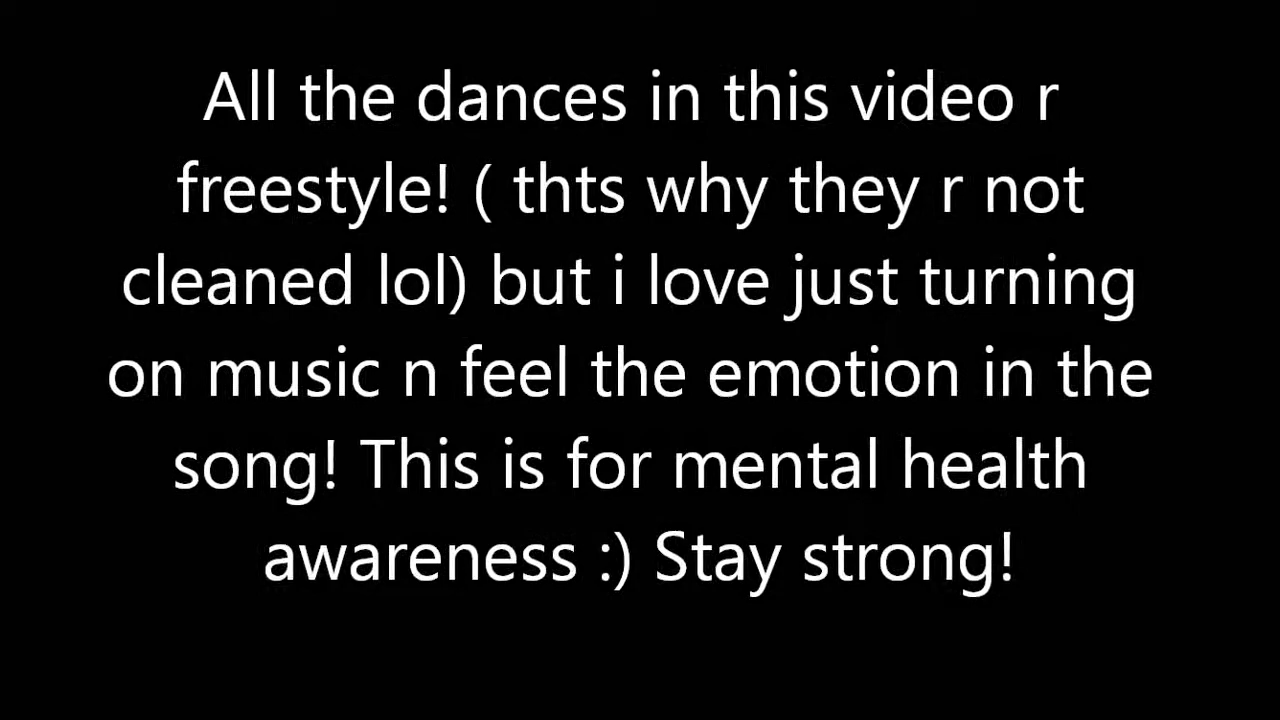 All the dances in this video r
freestyle! ( thts why they r not
cleaned lol) but i love just turning
on music n feel the emotion in the
song! This is for mental health
awareness :) Stay strong!